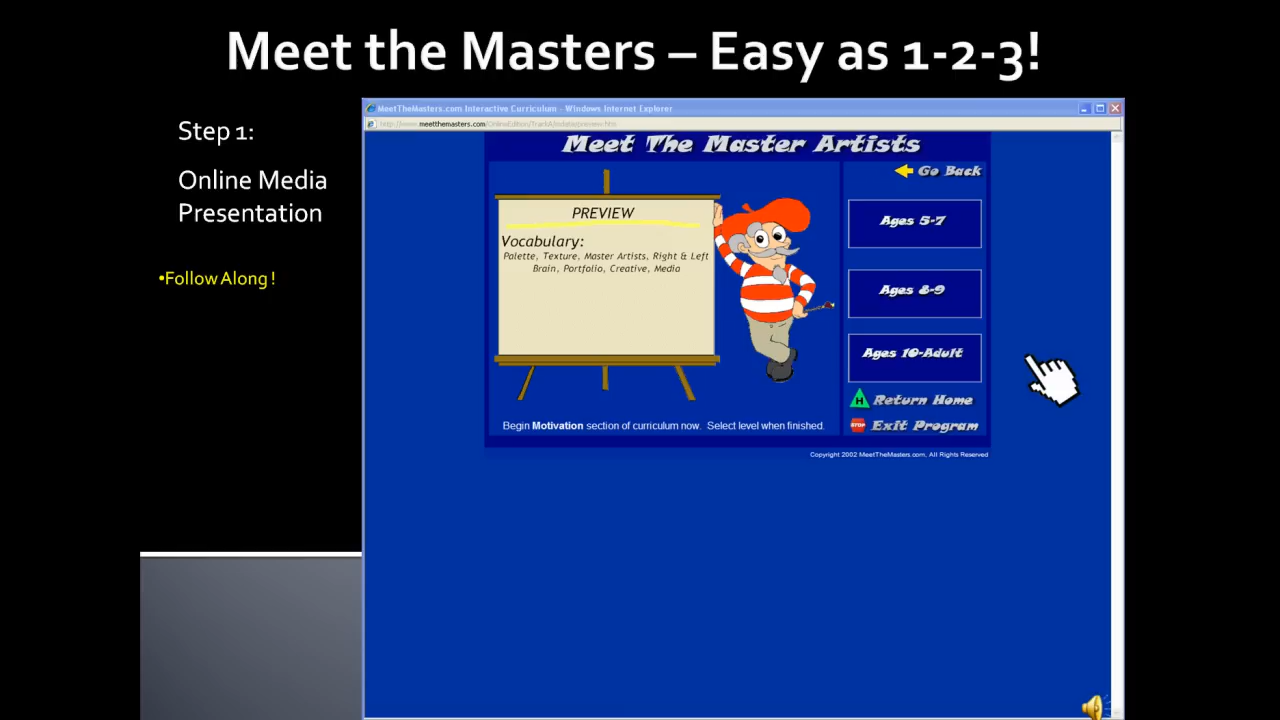 Meet the Masters – Easy as 1-2-3!
Step 1:
Online Media
Presentation
•Follow Along !
MeetTheMasters.com Interactive Curriculum - Windows Internet Explorer
http://www.meetthemasters.com/OnlineEdition/TrackA/
Meet The Master Artists
Go Back
PREVIEW
Vocabulary:
Palette, Texture, Master Artists, Right & Left
Brain, Portfolio, Creative, Media
Ages 5-7
Ages 8-9
Ages 10-Adult
H Return Home
STOP Exit Program
Begin Motivation section of curriculum now. Select level when finished.
Copyright 2002 MeetTheMasters.com, All Rights Reserved